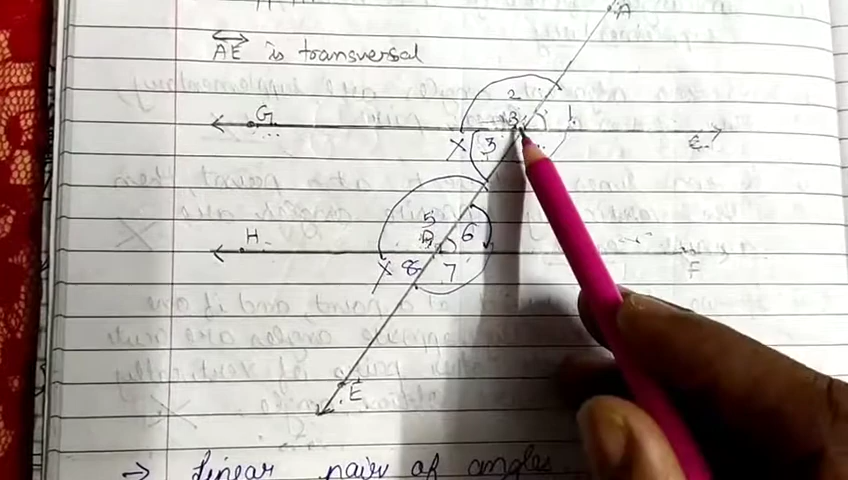 A
AE is transversal
2
G B 1
X 3 C
5
H D 6
X 8 7 F
E
→ Linear pair of angles